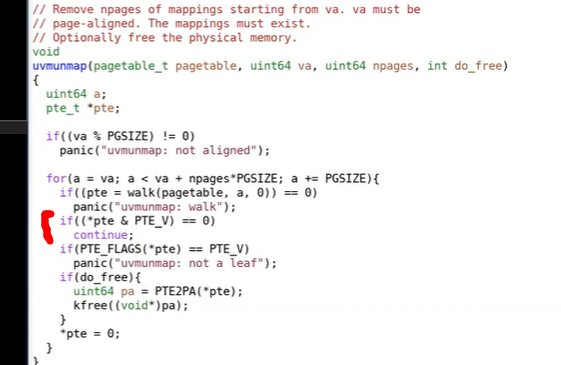 // Remove npages of mappings starting from va. va must be
// page-aligned. The mappings must exist.
// Optionally free the physical memory.
void
uvmunmap(pagetable_t pagetable, uint64 va, uint64 npages, int do_free)
{
  uint64 a;
  pte_t *pte;

  if((va % PGSIZE) != 0)
    panic("uvmunmap: not aligned");

  for(a = va; a < va + npages*PGSIZE; a += PGSIZE){
    if((pte = walk(pagetable, a, 0)) == 0)
      panic("uvmunmap: walk");
    if((*pte & PTE_V) == 0)
      continue;
    if(PTE_FLAGS(*pte) == PTE_V)
      panic("uvmunmap: not a leaf");
    if(do_free){
      uint64 pa = PTE2PA(*pte);
      kfree((void*)pa);
    }
    *pte = 0;
  }
}